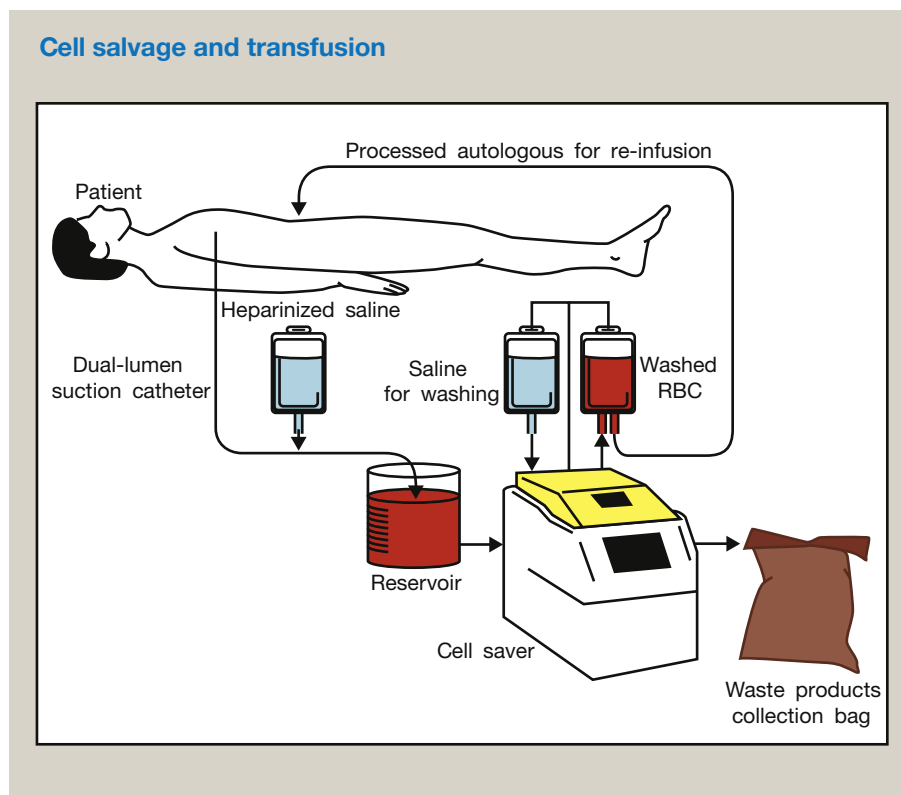 Cell salvage and transfusion
Processed autologous for re-infusion
Patient
Heparinized saline
Dual-lumen
suction catheter
Saline
for washing
Washed
RBC
Reservoir
Cell saver
Waste products
collection bag